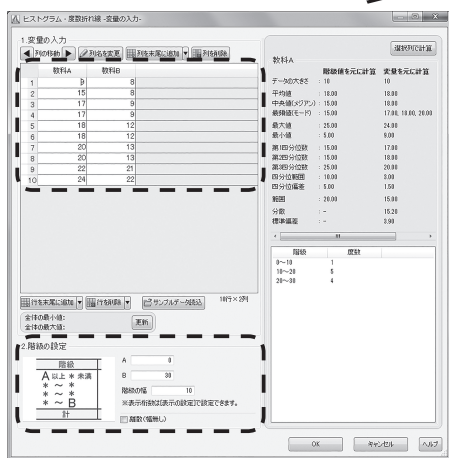 ヒストグラム・度数折れ線 -変量の入力-
1.変量の入力
列の移動 列名を変更 列を末尾に追加 列を削除
教科A 教科B
1 9 8
2 15 8
3 17 9
4 17 9
5 18 12
6 18 12
7 20 13
8 20 13
9 22 21
10 24 22
行を末尾に追加 行を削除 サンプルデータ読込 10行×2列
全体の最小値:
全体の最大値:
更新
2.階級の設定
階級
A 以上 * 未満
* ~ *
* ~ *
* ~ B
計
A 0
B 30
階級の幅 10
※表示桁数は[表示の設定]で設定できます。
離散(幅無し)
選択列で計算
教科A
階級値を元に計算 変量を元に計算
データの大きさ : 10 10
平均値 : 18.00 18.00
中央値(メジアン) : 15.00 18.00
最頻値(モード) : 15.00 17.00, 18.00, 20.00
最大値 : 25.00 24.00
最小値 : 5.00 9.00
第1四分位数 : 15.00 17.00
第2四分位数 : 15.00 18.00
第3四分位数 : 25.00 20.00
四分位範囲 : 10.00 3.00
四分位偏差 : 5.00 1.50
範囲 : 20.00 15.00
分散 : - 15.20
標準偏差 : - 3.90
階級 度数
0~10 1
10~20 5
20~30 4
OK キャンセル ヘルプ